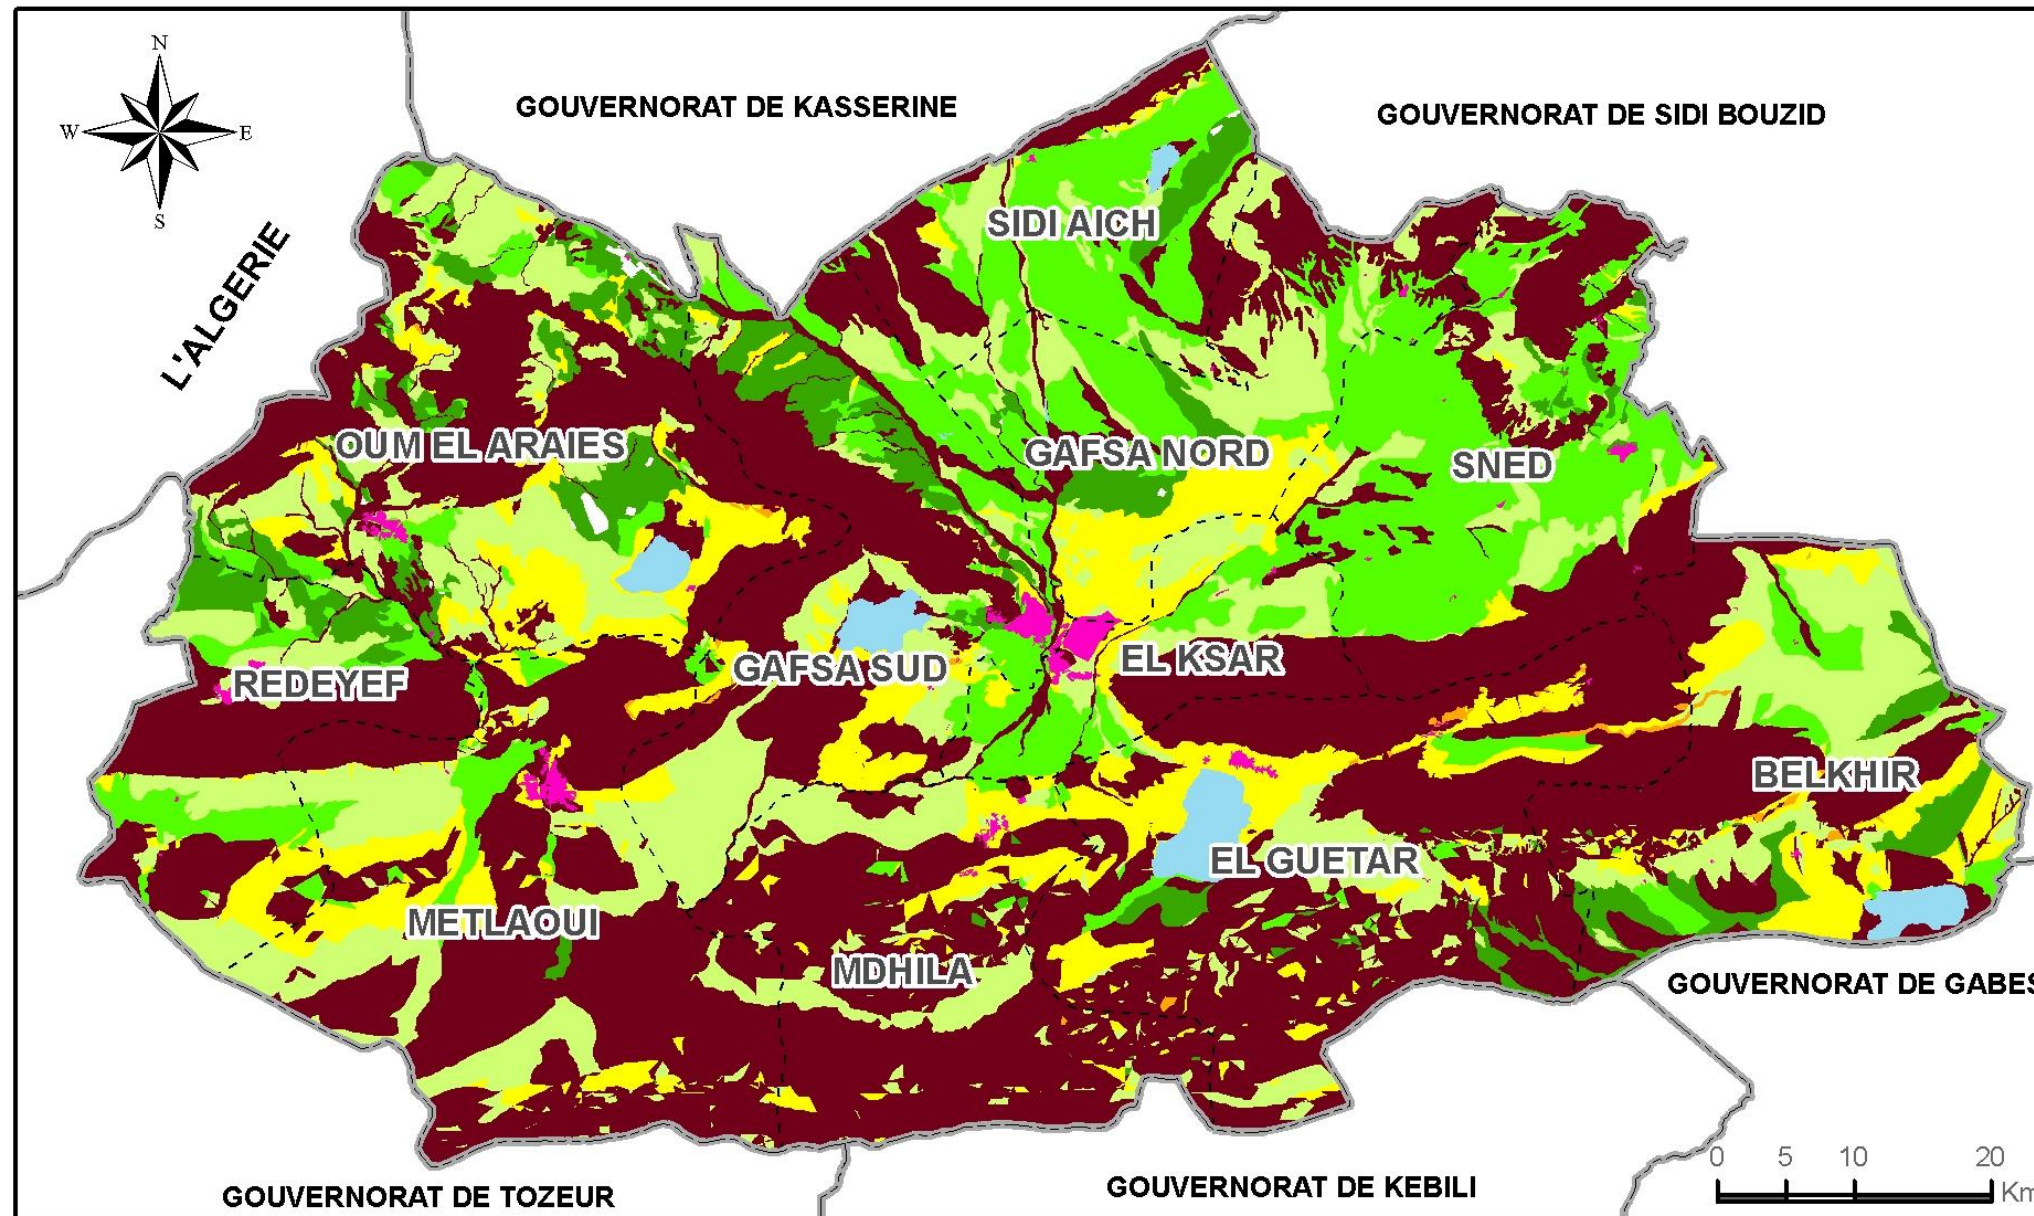 N
GOUVERNORAT DE KASSERINE
GOUVERNORAT DE SIDI BOUZID
W
E
S
SIDI AICH
L'ALGERIE
OUM EL ARAIES
GAFSA NORD
SNED
GAFSA SUD
EL KSAR
REDEYEF
BELKHIR
EL GUETAR
METLAOUI
MDHILA
GOUVERNORAT DE GABES
0 5 10 20
Km
GOUVERNORAT DE TOZEUR
GOUVERNORAT DE KEBILI